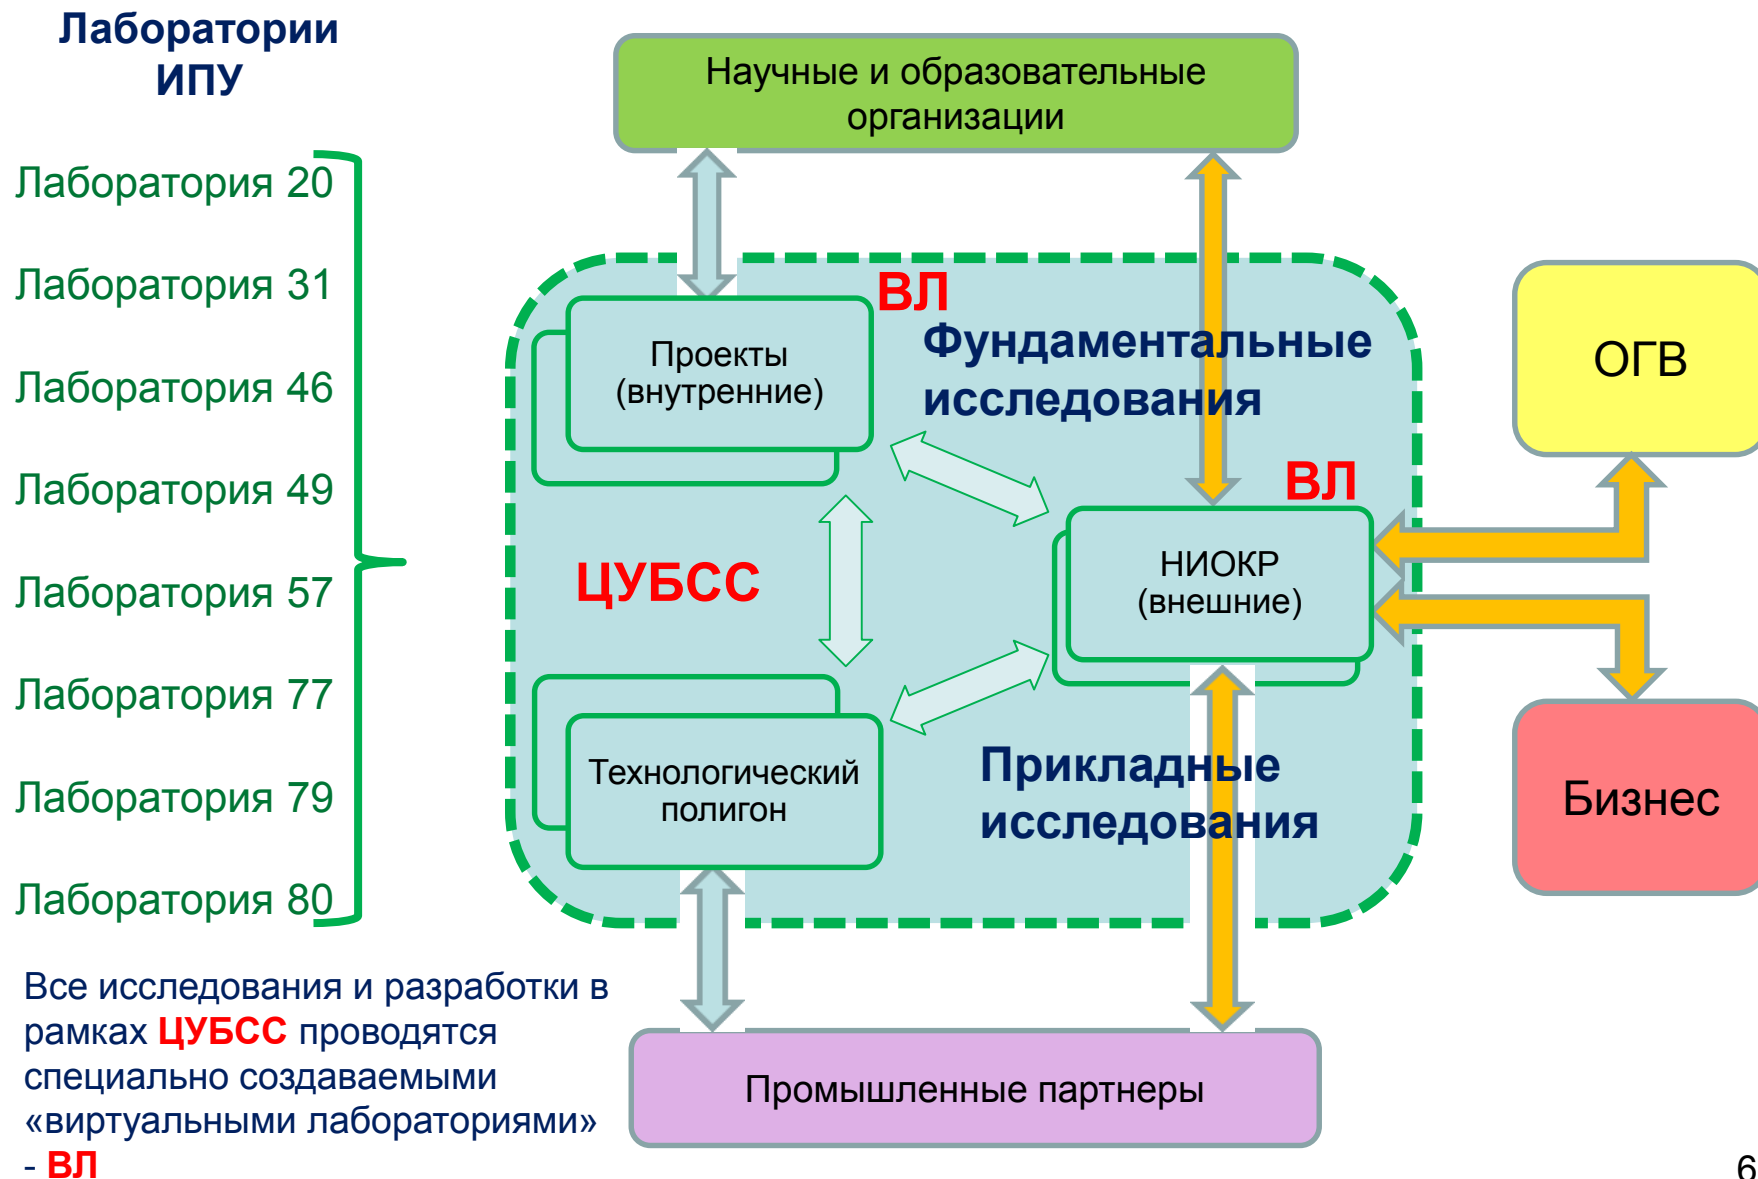 Лаборатории
ИПУ
Лаборатория 20
Лаборатория 31
Лаборатория 46
Лаборатория 49
Лаборатория 57
Лаборатория 77
Лаборатория 79
Лаборатория 80
Все исследования и разработки в
рамках ЦУБСС проводятся
специально создаваемыми
«виртуальными лабораториями»
- ВЛ
Научные и образовательные
организации
ВЛ
Проекты
(внутренние)
Фундаментальные
исследования
ВЛ
ЦУБСС
НИОКР
(внешние)
Технологический
полигон
Прикладные
исследования
Промышленные партнеры
ОГВ
Бизнес
6